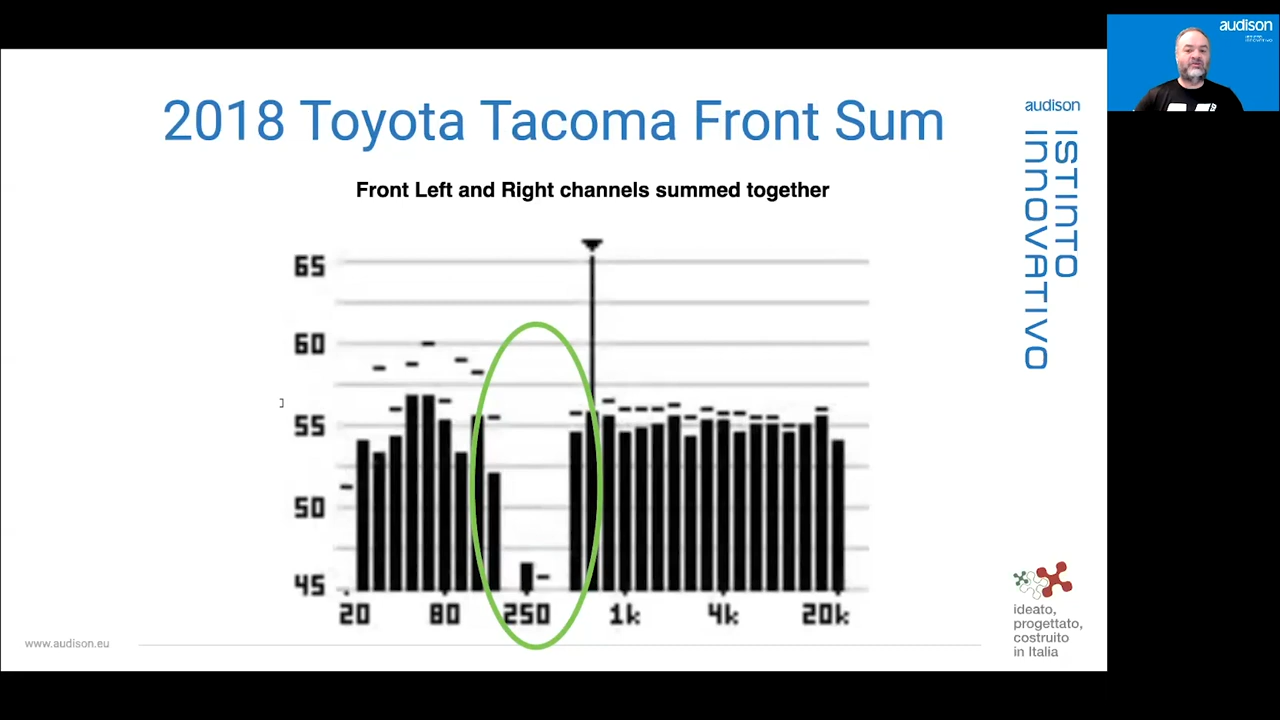 2018 Toyota Tacoma Front Sum
Front Left and Right channels summed together
65
60
55
50
45
20 80 250 1k 4k 20k
www.audison.eu
audison
ISTINTO
INNOVATIVO
ideato,
progettato,
costruito
in Italia
audison